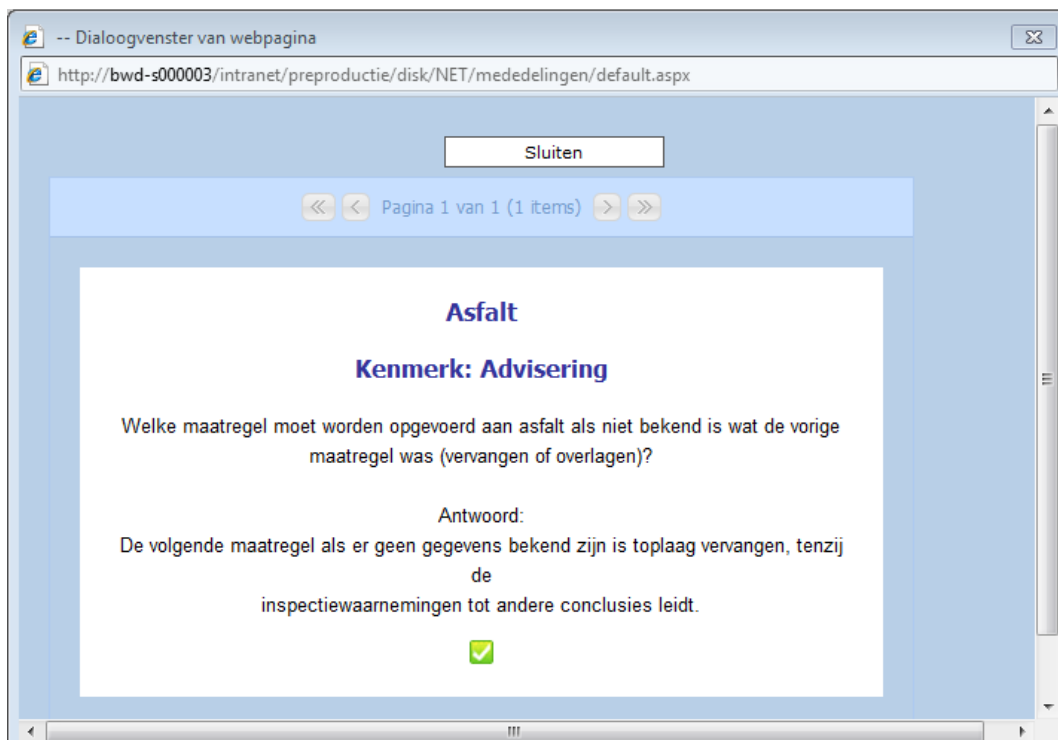 -- Dialoogvenster van webpagina
http://bwd-s000003/intranet/preproductie/disk/NET/mededelingen/default.aspx
Sluiten
Pagina 1 van 1 (1 items)
Asfalt
Kenmerk: Advisering
Welke maatregel moet worden opgevoerd aan asfalt als niet bekend is wat de vorige
maatregel was (vervangen of overlagen)?
Antwoord:
De volgende maatregel als er geen gegevens bekend zijn is toplaag vervangen, tenzij
de
inspectiewaarnemingen tot andere conclusies leidt.